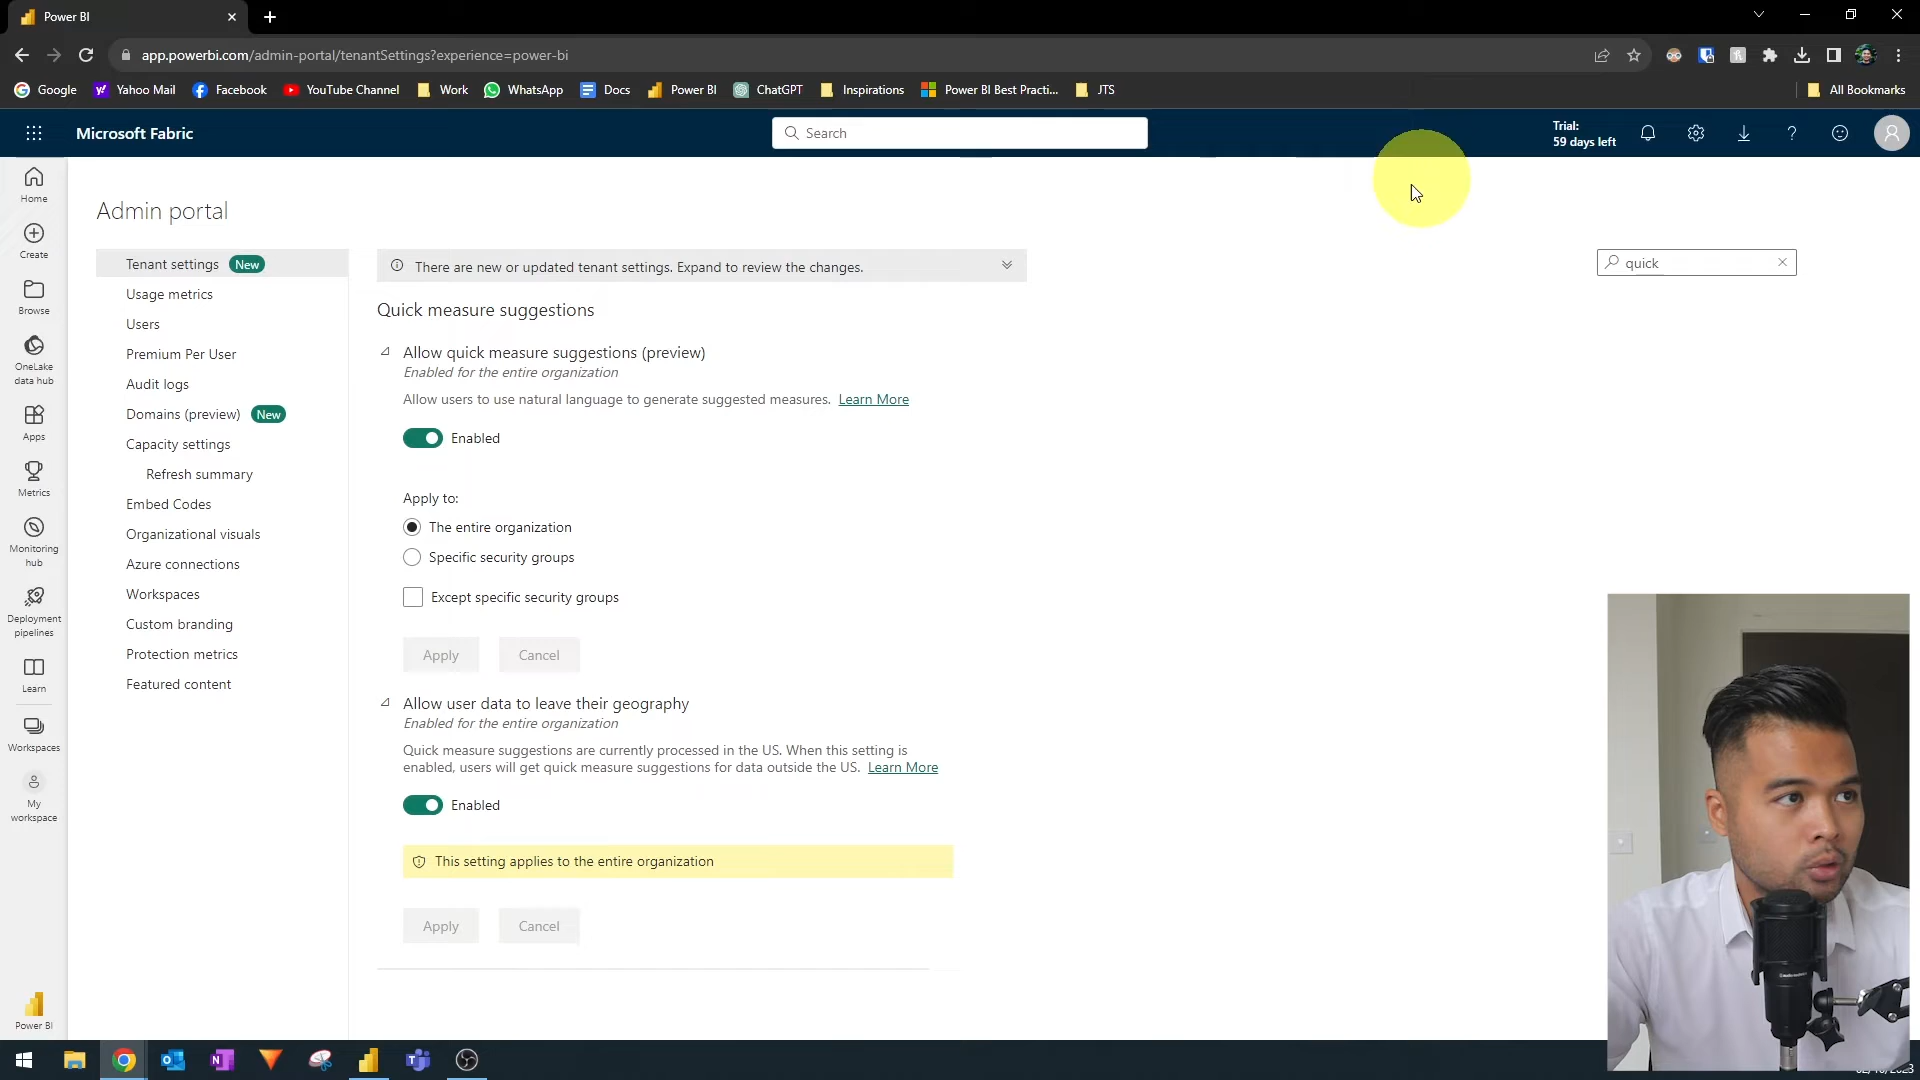 Power BI
app.powerbi.com/admin-portal/tenantSettings?experience=power-bi
Google
Yahoo Mail
Facebook
YouTube Channel
Work
WhatsApp
Docs
Power BI
ChatGPT
Inspirations
Power BI Best Practi...
JTS
All Bookmarks
Microsoft Fabric
Search
Trial:
59 days left
Home
Create
Browse
OneLake
data hub
Apps
Metrics
Monitoring
hub
Deployment
pipelines
Learn
Workspaces
My
workspace
Power BI
Admin portal
Tenant settings New
Usage metrics
Users
Premium Per User
Audit logs
Domains (preview) New
Capacity settings
Refresh summary
Embed Codes
Organizational visuals
Azure connections
Workspaces
Custom branding
Protection metrics
Featured content
There are new or updated tenant settings. Expand to review the changes.
quick
Quick measure suggestions
Allow quick measure suggestions (preview)
Enabled for the entire organization
Allow users to use natural language to generate suggested measures. Learn More
Enabled
Apply to:
The entire organization
Specific security groups
Except specific security groups
Apply Cancel
Allow user data to leave their geography
Enabled for the entire organization
Quick measure suggestions are currently processed in the US. When this setting is
enabled, users will get quick measure suggestions for data outside the US. Learn More
Enabled
This setting applies to the entire organization
Apply Cancel